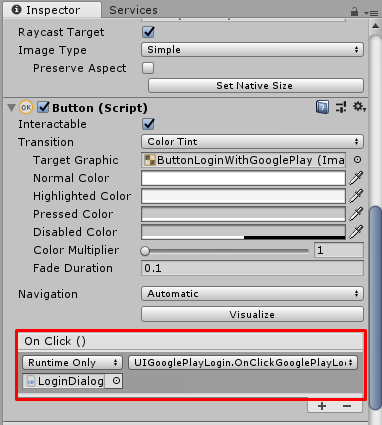 Inspector Services
Raycast Target
Image Type Simple
Preserve Aspect
Set Native Size
OK Button (Script)
Interactable
Transition Color Tint
Target Graphic ButtonLoginWithGooglePlay (Ima
Normal Color
Highlighted Color
Pressed Color
Disabled Color
Color Multiplier 1
Fade Duration 0.1
Navigation Automatic
Visualize
On Click ()
Runtime Only UIGooglePlayLogin.OnClickGooglePlayLo
LoginDialog
+ -